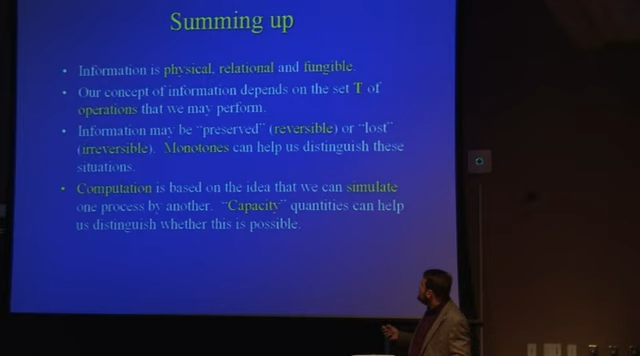 Summing up
• Information is physical, relational and fungible.
• Our concept of information depends on the set T of
operations that we may perform.
• Information may be "preserved" (reversible) or "lost"
(irreversible). Monotones can help us distinguish these
situations.
• Computation is based on the idea that we can simulate
one process by another. "Capacity" quantities can help
us distinguish whether this is possible.